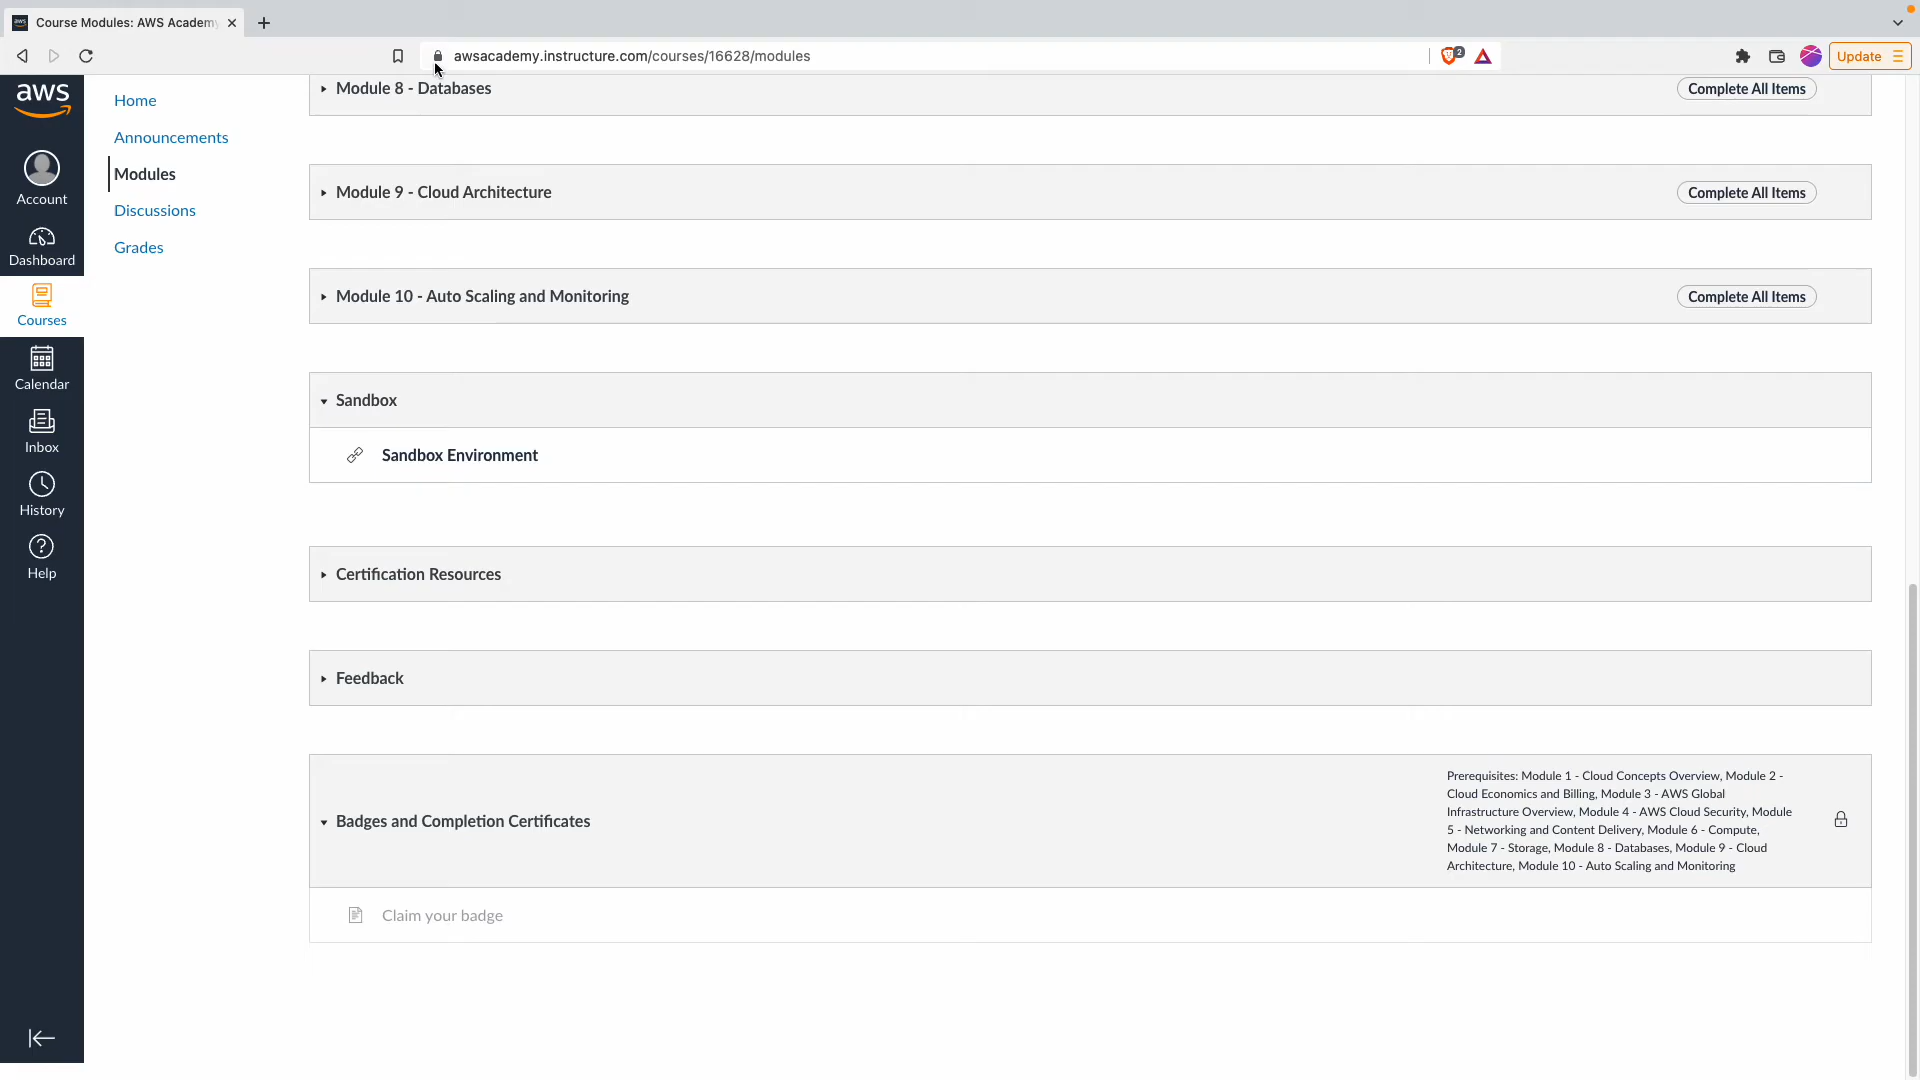 Course Modules: AWS Academy
awsacademy.instructure.com/courses/16628/modules
2
Update
aws
Account
Dashboard
Courses
Calendar
Inbox
History
Help
Home
Announcements
Modules
Discussions
Grades
Module 8 - Databases
Complete All Items
Module 9 - Cloud Architecture
Complete All Items
Module 10 - Auto Scaling and Monitoring
Complete All Items
Sandbox
Sandbox Environment
Certification Resources
Feedback
Badges and Completion Certificates
Prerequisites: Module 1 - Cloud Concepts Overview, Module 2 -
Cloud Economics and Billing, Module 3 - AWS Global
Infrastructure Overview, Module 4 - AWS Cloud Security, Module
5 - Networking and Content Delivery, Module 6 - Compute,
Module 7 - Storage, Module 8 - Databases, Module 9 - Cloud
Architecture, Module 10 - Auto Scaling and Monitoring
Claim your badge